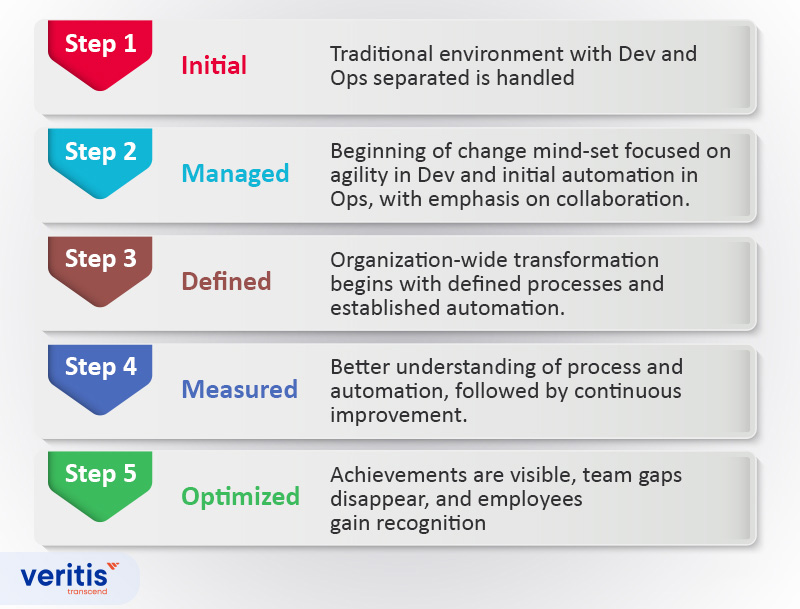 Step 1
Initial
Traditional environment with Dev and
Ops separated is handled
Step 2
Managed
Beginning of change mind-set focused on
agility in Dev and initial automation in
Ops, with emphasis on collaboration.
Step 3
Defined
Organization-wide transformation
begins with defined processes and
established automation.
Step 4
Measured
Better understanding of process and
automation, followed by continuous
improvement.
Step 5
Optimized
Achievements are visible, team gaps
disappear, and employees
gain recognition
veritis
transcend